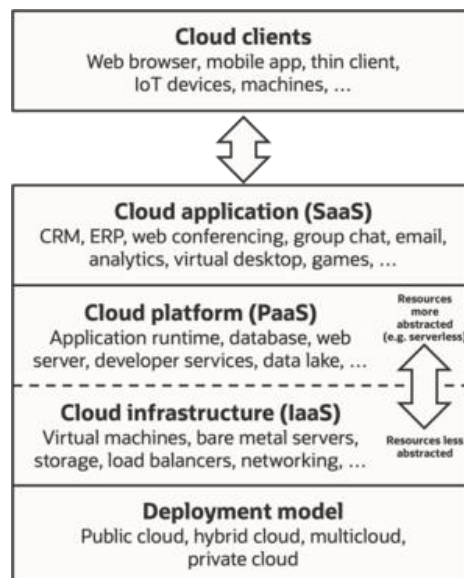 Cloud clients
Web browser, mobile app, thin client,
IoT devices, machines, ...
Cloud application (SaaS)
CRM, ERP, web conferencing, group chat, email,
analytics, virtual desktop, games, ...
Cloud platform (PaaS)
Application runtime, database, web
server, developer services, data lake, ...
Resources
more
abstracted
(e.g. serverless)
Cloud infrastructure (IaaS)
Virtual machines, bare metal servers,
storage, load balancers, networking, ...
Resources less
abstracted
Deployment model
Public cloud, hybrid cloud, multicloud,
private cloud